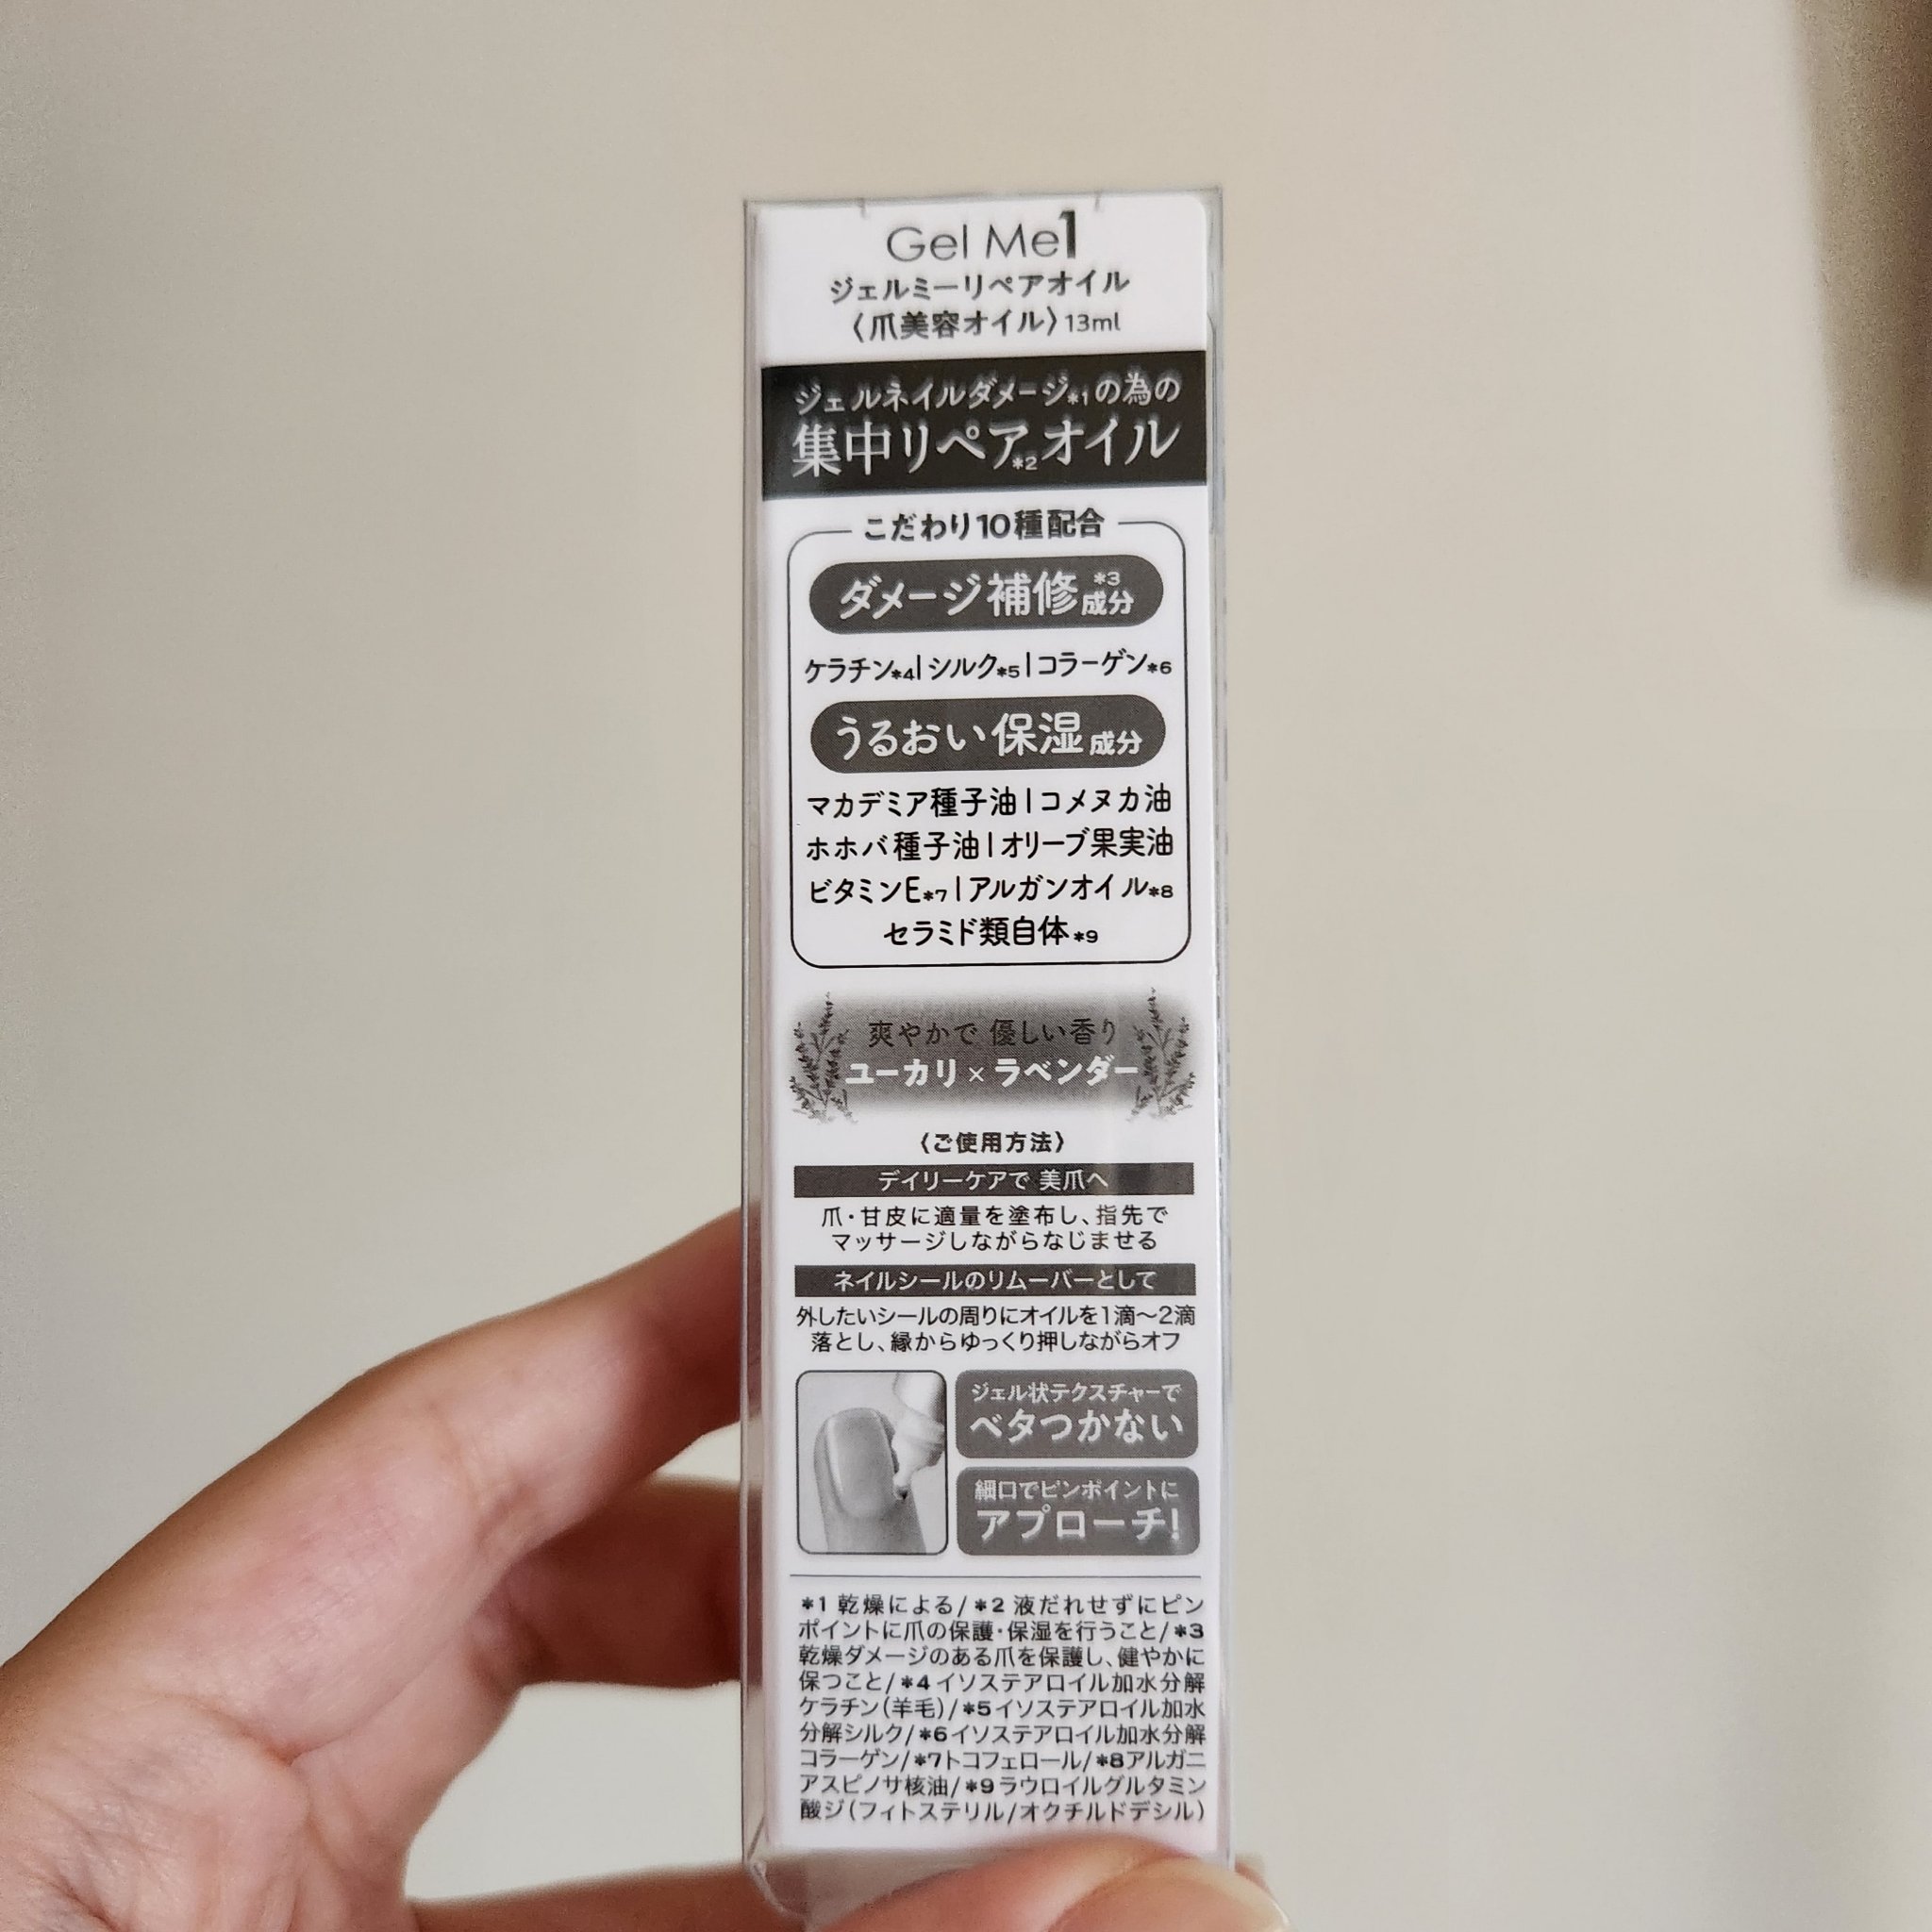 Gel Me1
ジェルミーリペアオイル
〈爪美容オイル〉13ml
ジェルネイルダメージ*1の為の
集中リペア*2オイル
こだわり10種配合
ダメージ補修*3成分
ケラチン*4|シルク*5|コラーゲン*6
うるおい保湿成分
マカデミア種子油|コメヌカ油
ホホバ種子油|オリーブ果実油
ビタミンE*7|アルガンオイル*8
セラミド類自体*9
爽やかで 優しい香り
ユーカリ×ラベンダー
〈ご使用方法〉
デイリーケアで 美爪へ
爪・甘皮に適量を塗布し、指先で
マッサージしながらなじませる
ネイルシールのリムーバーとして
外したいシールの周りにオイルを1滴〜2滴
落とし、縁からゆっくり押しながらオフ
ジェル状テクスチャーで
ベタつかない
細口でピンポイントに
アプローチ!
*1 乾燥による/*2 液だれせずにピン
ポイントに爪の保護・保湿を行うこと/*3
乾燥ダメージのある爪を保護し、健やかに
保つこと/*4イソステアロイル加水分解
ケラチン(羊毛)/*5イソステアロイル加水
分解シルク/*6イソステアロイル加水分解
コラーゲン/*7トコフェロール/*8アルガニ
アスピノサ核油/*9ラウロイルグルタミン
酸ジ(フィトステリル/オクチルドデシル)